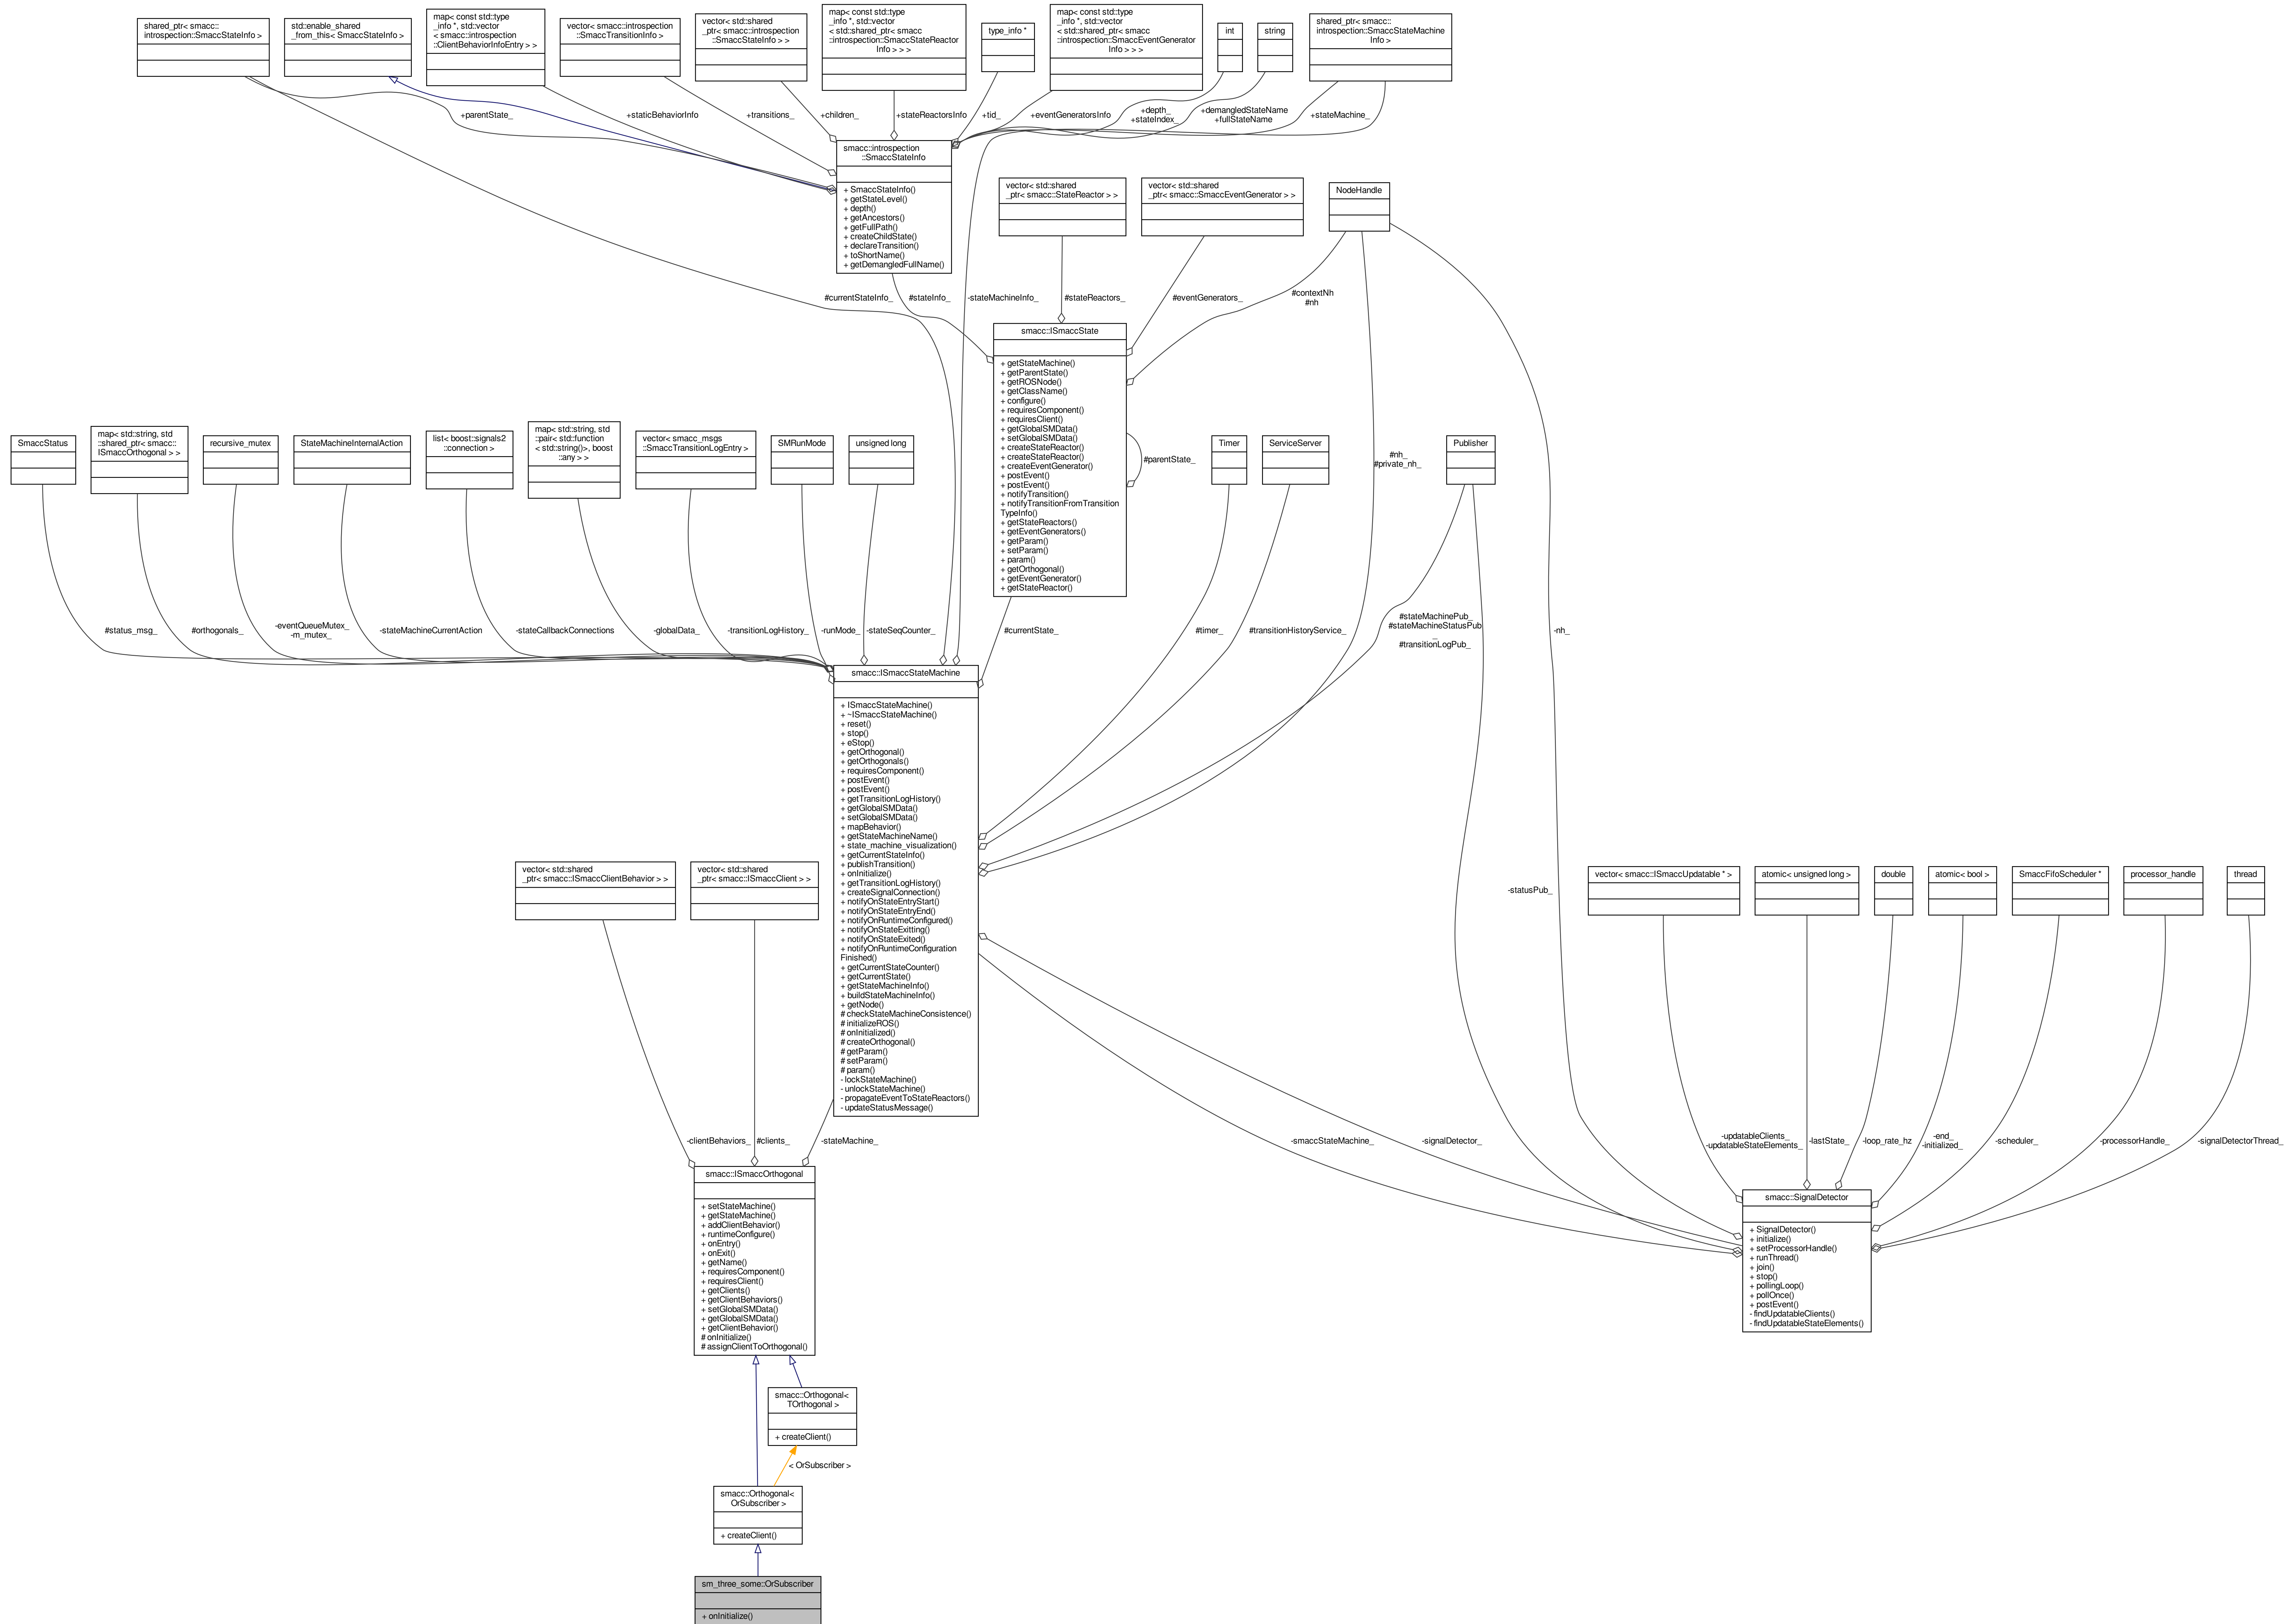 shared_ptr< smacc::
introspection::SmaccStateInfo >
std::enable_shared
_from_this< SmaccStateInfo >
map< const std::type
_info *, std::vector
< smacc::introspection
::ClientBehaviorInfoEntry > >
vector< smacc::introspection
::SmaccTransitionInfo >
vector< std::shared
_ptr< smacc::introspection
::SmaccStateInfo > >
map< const std::type
_info *, std::vector
< std::shared_ptr< smacc
::introspection::SmaccStateReactor
Info > > >
type_info *
map< const std::type
_info *, std::vector
< std::shared_ptr< smacc
::introspection::SmaccEventGenerator
Info > > >
int
string
shared_ptr< smacc::
introspection::SmaccStateMachine
Info >
+parentState_
+staticBehaviorInfo
+transitions_
+children_
+stateReactorsInfo
+tid_
+eventGeneratorsInfo
+depth_
+stateIndex_
+demangledStateName
+fullStateName
+stateMachine_
smacc::introspection
::SmaccStateInfo
+ SmaccStateInfo()
+ getStateLevel()
+ depth()
+ getAncestors()
+ getFullPath()
+ createChildState()
+ declareTransition()
+ toShortName()
+ getDemangledFullName()
vector< std::shared
_ptr< smacc::StateReactor > >
vector< std::shared
_ptr< smacc::SmaccEventGenerator > >
NodeHandle
#currentStateInfo_
#stateInfo_
-stateMachineInfo_
#stateReactors_
#eventGenerators_
#contextNh
#nh
smacc::ISmaccState
+ getStateMachine()
+ getParentState()
+ getROSNode()
+ getClassName()
+ configure()
+ requiresComponent()
+ requiresClient()
+ getGlobalSMData()
+ setGlobalSMData()
+ createStateReactor()
+ createStateReactor()
+ createEventGenerator()
+ postEvent()
+ postEvent()
+ notifyTransition()
+ notifyTransitionFromTransition
TypeInfo()
+ getStateReactors()
+ getEventGenerators()
+ getParam()
+ setParam()
+ param()
+ getOrthogonal()
+ getEventGenerator()
+ getStateReactor()
#parentState_
SmaccStatus
map< std::string, std
::shared_ptr< smacc::
ISmaccOrthogonal > >
recursive_mutex
StateMachineInternalAction
list< boost::signals2
::connection >
map< std::string, std
::pair< std::function
< std::string()>, boost
::any > >
vector< smacc_msgs
::SmaccTransitionLogEntry >
SMRunMode
unsigned long
Timer
ServiceServer
Publisher
#nh_
#private_nh_
#status_msg_
#orthogonals_
-eventQueueMutex_
-m_mutex_
-stateMachineCurrentAction
-stateCallbackConnections
-globalData_
-transitionLogHistory_
-runMode_
-stateSeqCounter_
#currentState_
#timer_
#transitionHistoryService_
#stateMachinePub_
#stateMachineStatusPub
_
#transitionLogPub_
-nh_
smacc::ISmaccStateMachine
+ ISmaccStateMachine()
+ ~ISmaccStateMachine()
+ reset()
+ stop()
+ eStop()
+ getOrthogonal()
+ getOrthogonals()
+ requiresComponent()
+ postEvent()
+ postEvent()
+ getTransitionLogHistory()
+ getGlobalSMData()
+ setGlobalSMData()
+ mapBehavior()
+ getStateMachineName()
+ state_machine_visualization()
+ getCurrentStateInfo()
+ publishTransition()
+ onInitialize()
+ getTransitionLogHistory()
+ createSignalConnection()
+ notifyOnStateEntryStart()
+ notifyOnStateEntryEnd()
+ notifyOnRuntimeConfigured()
+ notifyOnStateExitting()
+ notifyOnStateExited()
+ notifyOnRuntimeConfiguration
Finished()
+ getCurrentStateCounter()
+ getCurrentState()
+ getStateMachineInfo()
+ buildStateMachineInfo()
+ getNode()
# checkStateMachineConsistence()
# initializeROS()
# onInitialized()
# createOrthogonal()
# getParam()
# setParam()
# param()
- lockStateMachine()
- unlockStateMachine()
- propagateEventToStateReactors()
- updateStatusMessage()
vector< std::shared
_ptr< smacc::ISmaccClientBehavior > >
vector< std::shared
_ptr< smacc::ISmaccClient > >
-statusPub_
vector< smacc::ISmaccUpdatable * >
atomic< unsigned long >
double
atomic< bool >
SmaccFifoScheduler *
processor_handle
thread
-clientBehaviors_
#clients_
-stateMachine_
-smaccStateMachine_
-signalDetector_
-updatableClients_
-updatableStateElements_
-lastState_
-loop_rate_hz
-end_
-initialized_
-scheduler_
-processorHandle_
-signalDetectorThread_
smacc::ISmaccOrthogonal
+ setStateMachine()
+ getStateMachine()
+ addClientBehavior()
+ runtimeConfigure()
+ onEntry()
+ onExit()
+ getName()
+ requiresComponent()
+ requiresClient()
+ getClients()
+ getClientBehaviors()
+ setGlobalSMData()
+ getGlobalSMData()
+ getClientBehavior()
# onInitialize()
# assignClientToOrthogonal()
smacc::SignalDetector
+ SignalDetector()
+ initialize()
+ setProcessorHandle()
+ runThread()
+ join()
+ stop()
+ pollingLoop()
+ pollOnce()
+ postEvent()
- findUpdatableClients()
- findUpdatableStateElements()
smacc::Orthogonal<
TOrthogonal >
+ createClient()
< OrSubscriber >
smacc::Orthogonal<
OrSubscriber >
+ createClient()
sm_three_some::OrSubscriber
+ onInitialize()